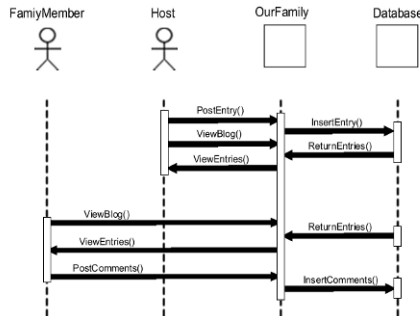 FamiyMember
Host
OurFamily
Database
PostEntry()
InsertEntry()
ViewBlog()
ReturnEntries()
ViewEntries()
ViewBlog()
ReturnEntries()
ViewEntries()
PostComments()
InsertComments()